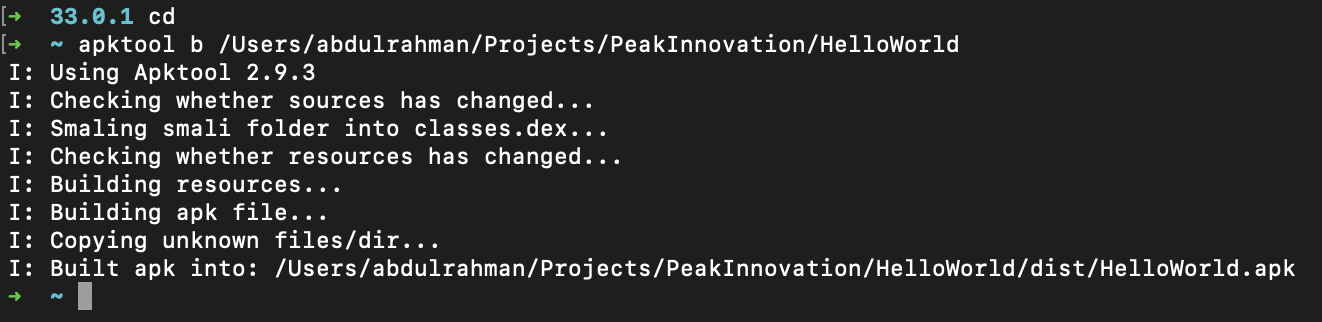 [➜  33.0.1 cd
[➜  ~ apktool b /Users/abdulrahman/Projects/PeakInnovation/HelloWorld
I: Using Apktool 2.9.3
I: Checking whether sources has changed...
I: Smaling smali folder into classes.dex...
I: Checking whether resources has changed...
I: Building resources...
I: Building apk file...
I: Copying unknown files/dir...
I: Built apk into: /Users/abdulrahman/Projects/PeakInnovation/HelloWorld/dist/HelloWorld.apk
➜  ~